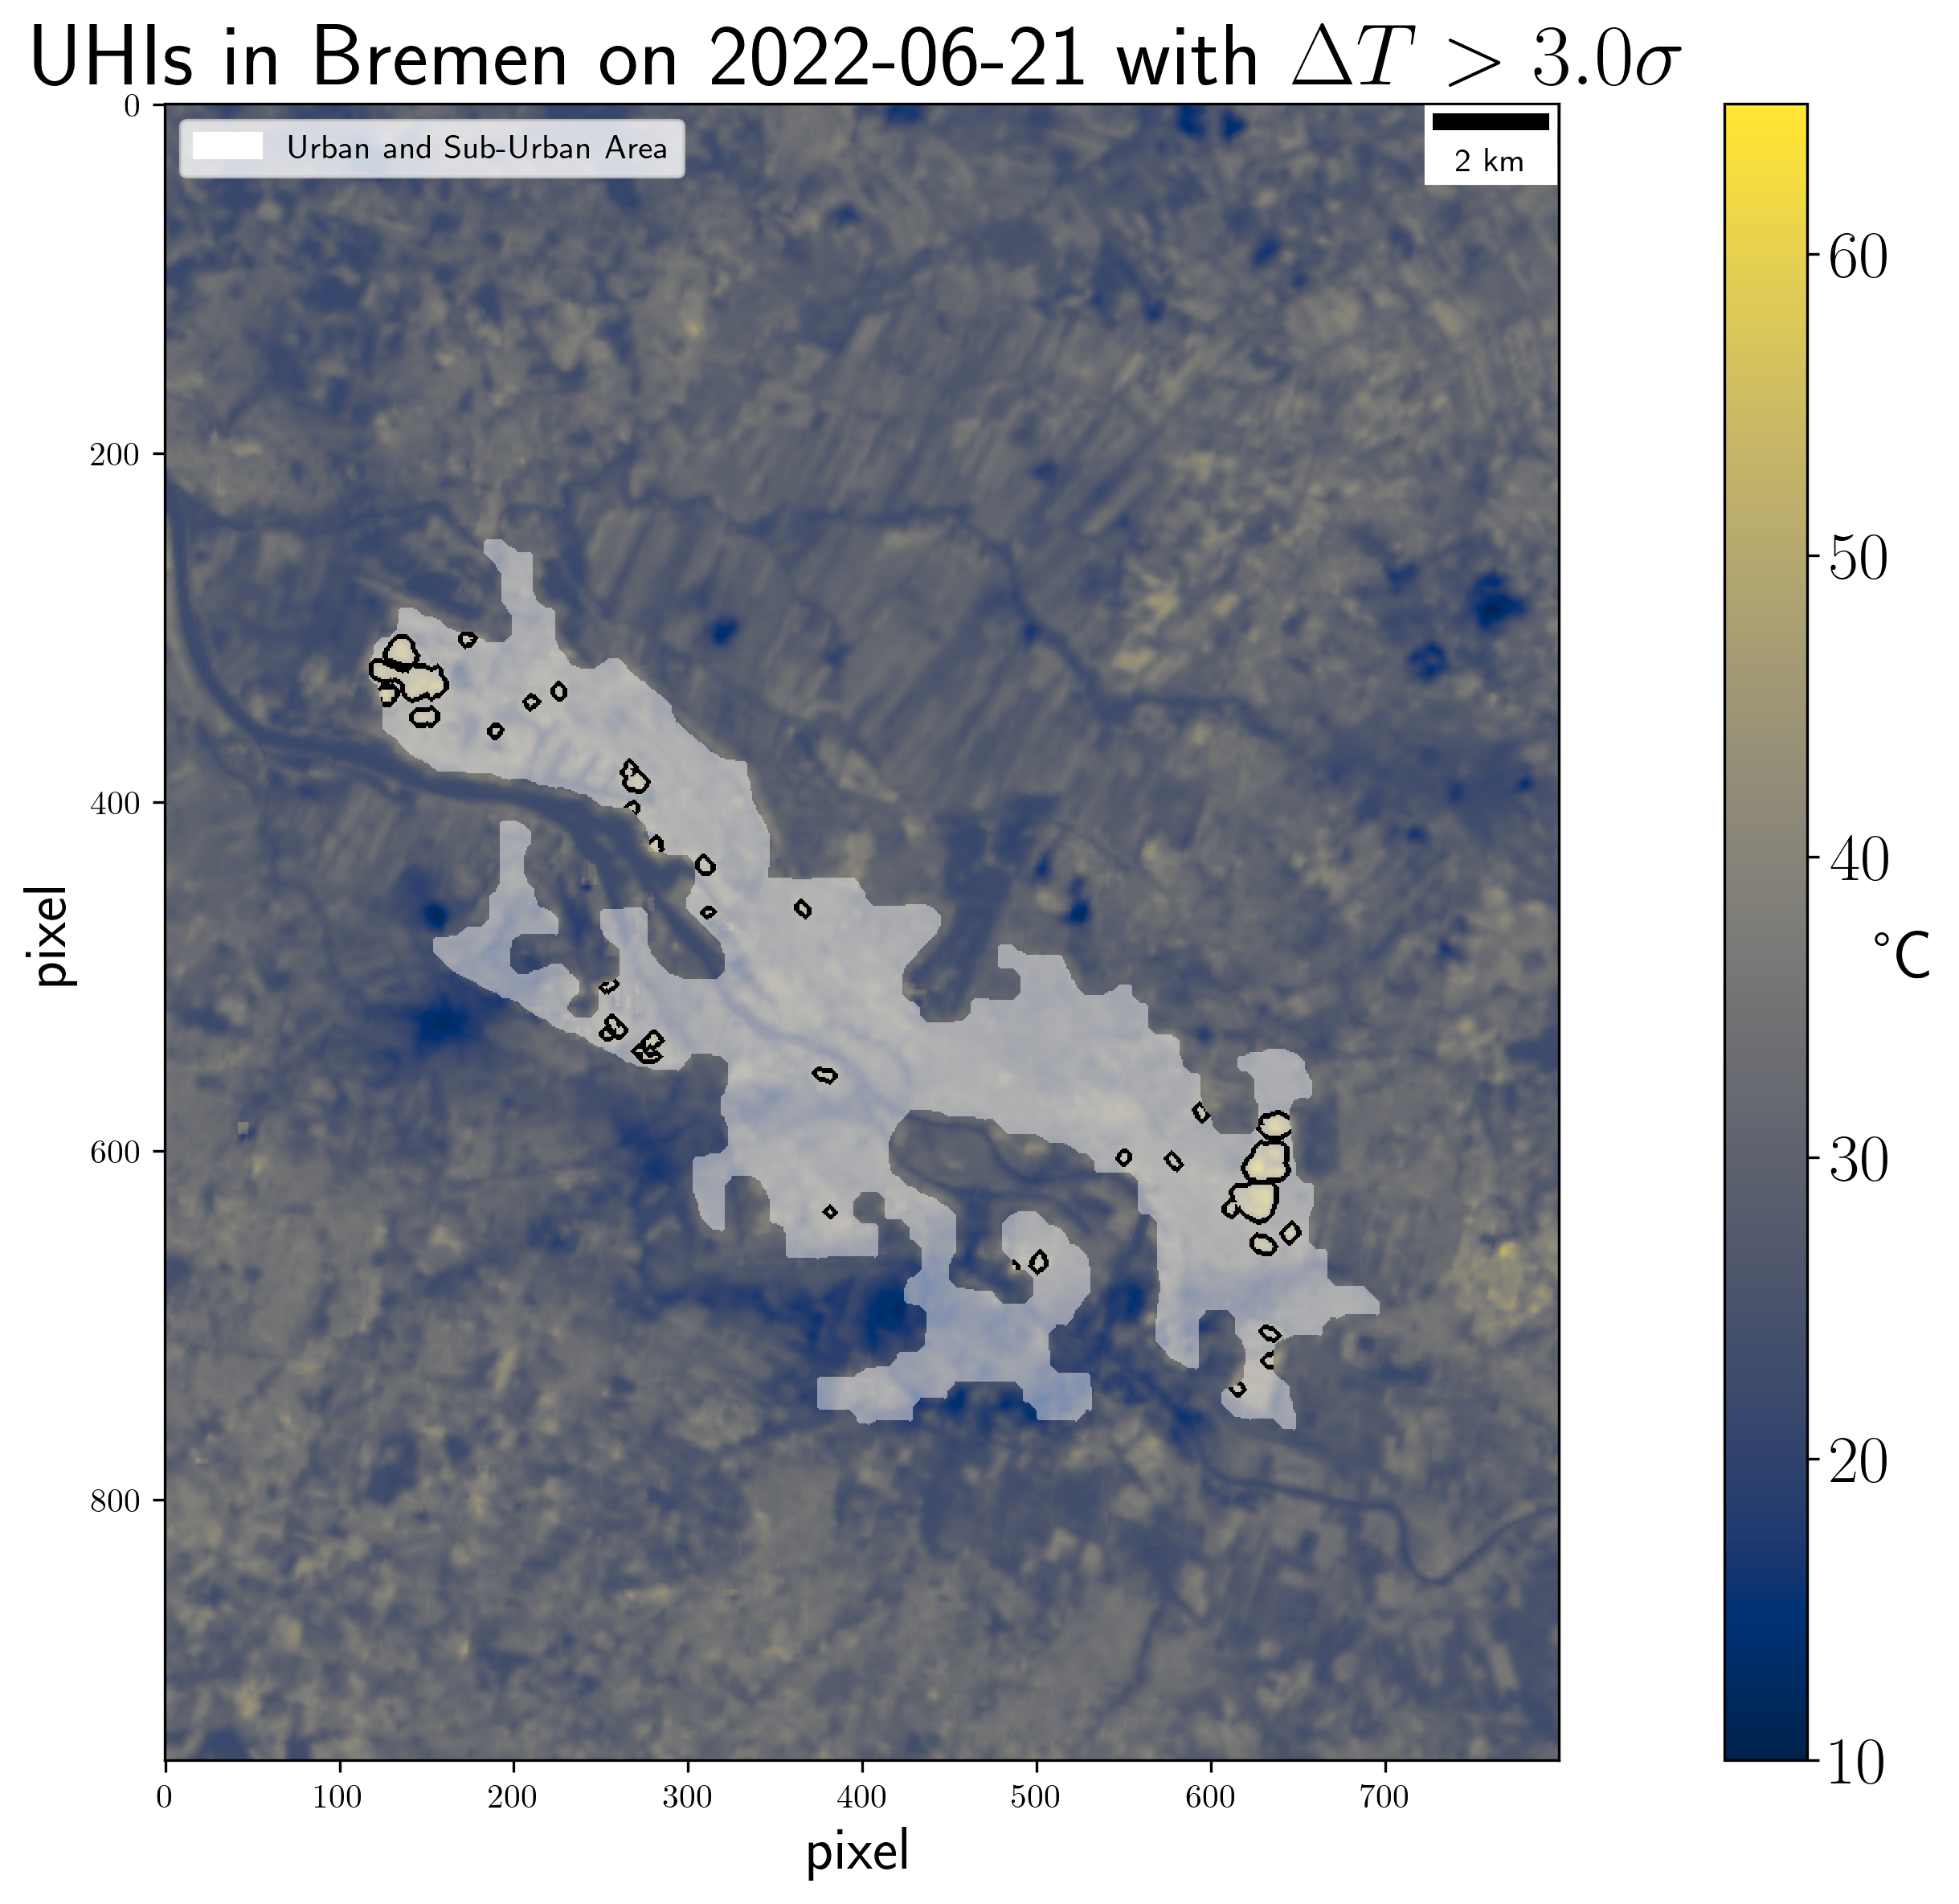 UHIs in Bremen on 2022-06-21 with ΔT > 3.0σ
Urban and Sub-Urban Area
2 km
0
200
400
600
800
pixel
0 100 200 300 400 500 600 700
pixel
60
50
40
30
20
10
°C